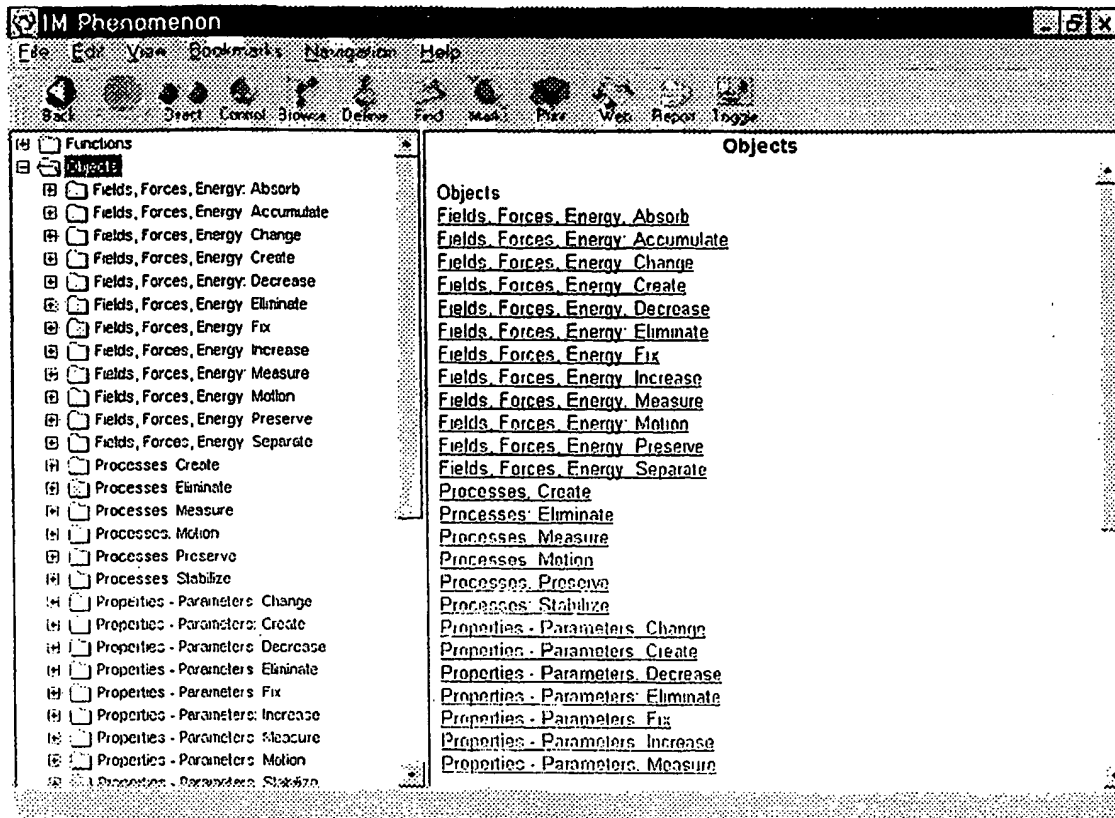 IM Phenomenon
File Edit View Bookmarks Navigation Help
Back Direct Control Browse Define Find Mark Prev Web Report Toggle
Functions
Objects
Fields, Forces, Energy: Absorb
Fields, Forces, Energy Accumulate
Fields, Forces, Energy Change
Fields, Forces, Energy Create
Fields, Forces, Energy: Decrease
Fields, Forces, Energy Eliminate
Fields, Forces, Energy Fix
Fields, Forces, Energy Increase
Fields, Forces, Energy: Measure
Fields, Forces, Energy Motion
Fields, Forces, Energy Preserve
Fields, Forces, Energy Separate
Processes Create
Processes Eliminate
Processes Measure
Processes. Motion
Processes Preserve
Processes Stabilize
Properties - Parameters Change
Properties - Parameters: Create
Properties - Parameters Decrease
Properties - Parameters Eliminate
Properties - Parameters Fix
Properties - Parameters: Increase
Properties - Parameters Measure
Properties - Parameters Motion
Properties - Parameters Stabilize
Objects
Objects
Fields, Forces, Energy. Absorb
Fields, Forces, Energy: Accumulate
Fields, Forces, Energy Change
Fields, Forces, Energy Create
Fields, Forces, Energy. Decrease
Fields, Forces, Energy: Eliminate
Fields, Forces, Energy Fix
Fields, Forces, Energy Increase
Fields, Forces, Energy. Measure
Fields, Forces, Energy: Motion
Fields, Forces, Energy Preserve
Fields, Forces, Energy Separate
Processes. Create
Processes: Eliminate
Processes. Measure
Processes Motion
Processes. Preserve
Processes: Stabilize
Properties - Parameters Change
Properties - Parameters Create
Properties - Parameters. Decrease
Properties - Parameters: Eliminate
Properties - Parameters Fix
Properties - Parameters Increase
Properties - Parameters. Measure